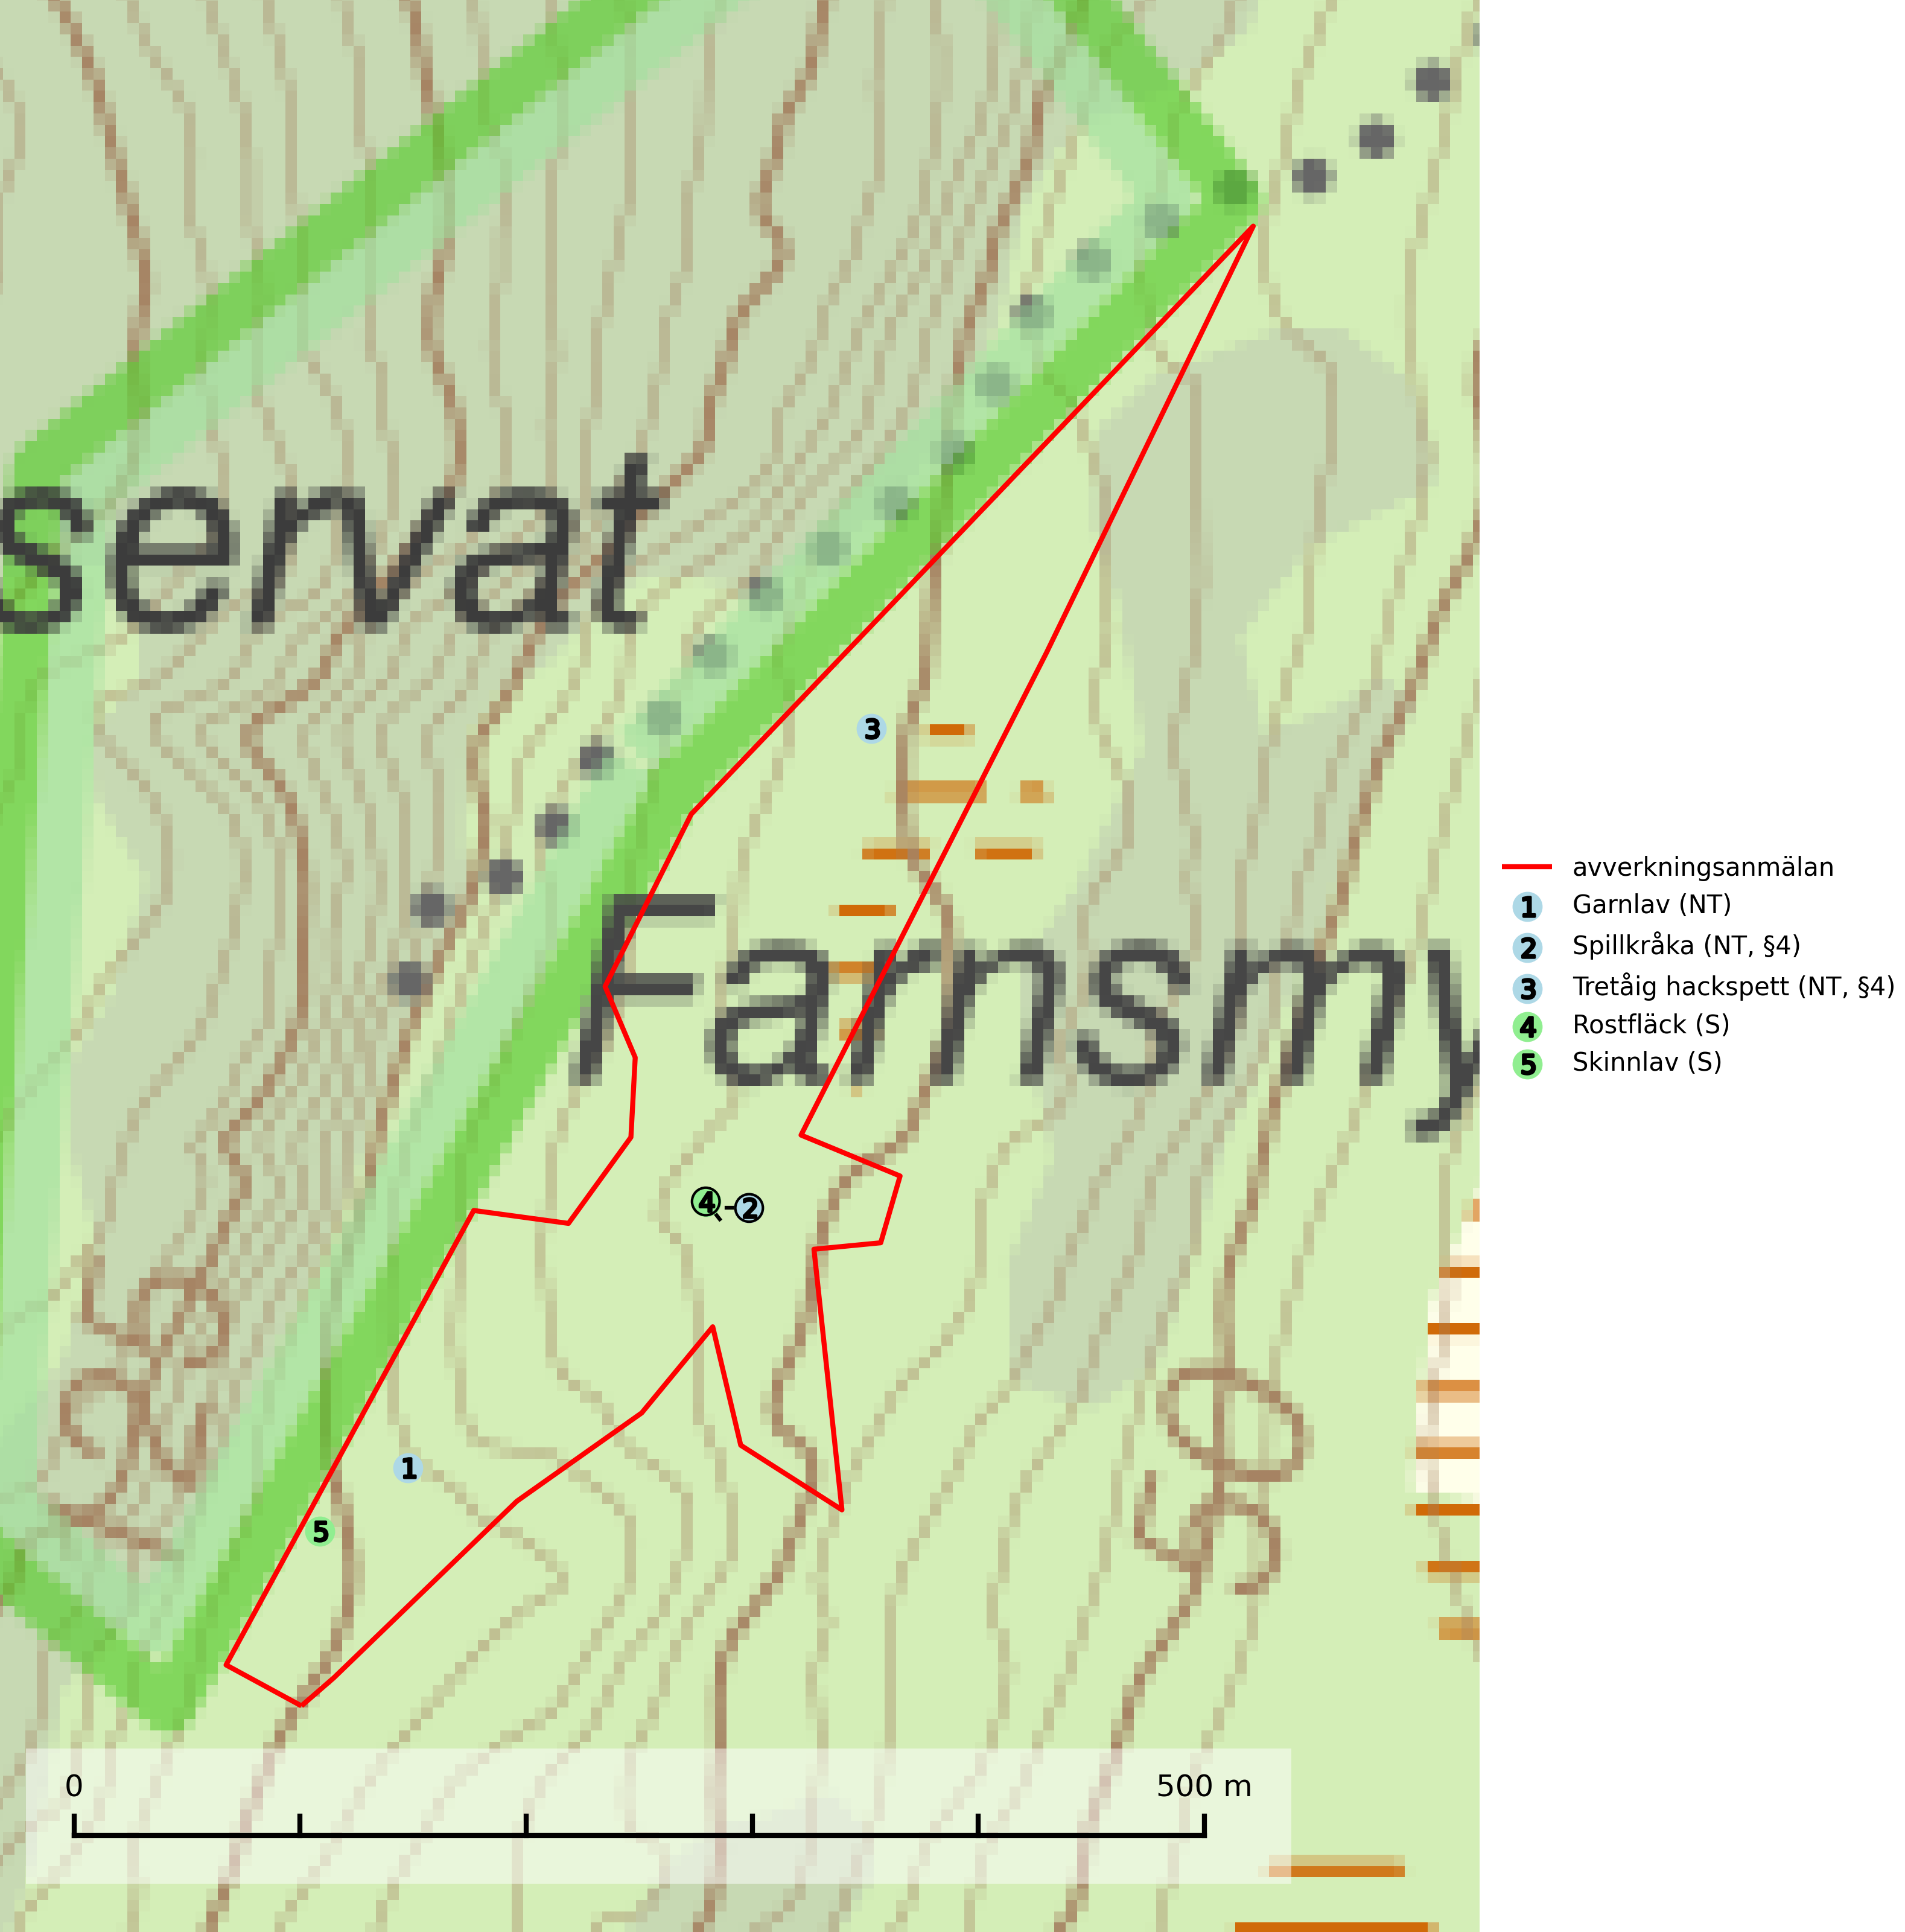 servat
3
Farnsmy
4 2
1
5
59
0 500 m
avverkningsanmälan
1 Garnlav (NT)
2 Spillkråka (NT, §4)
3 Tretåig hackspett (NT, §4)
4 Rostfläck (S)
5 Skinnlav (S)